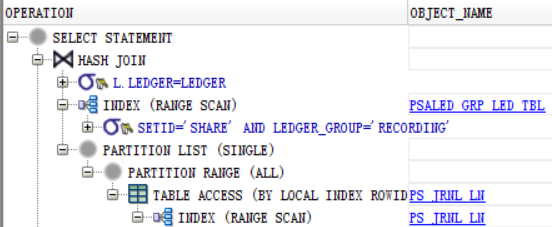 OPERATION OBJECT_NAME
SELECT STATEMENT
HASH JOIN
L.LEDGER=LEDGER
INDEX (RANGE SCAN) PSALED_GRP_LED_TBL
SETID='SHARE' AND LEDGER_GROUP='RECORDING'
PARTITION LIST (SINGLE)
PARTITION RANGE (ALL)
TABLE ACCESS (BY LOCAL INDEX ROWID PS_JRNL_LN
INDEX (RANGE SCAN) PS_JRNL_LN